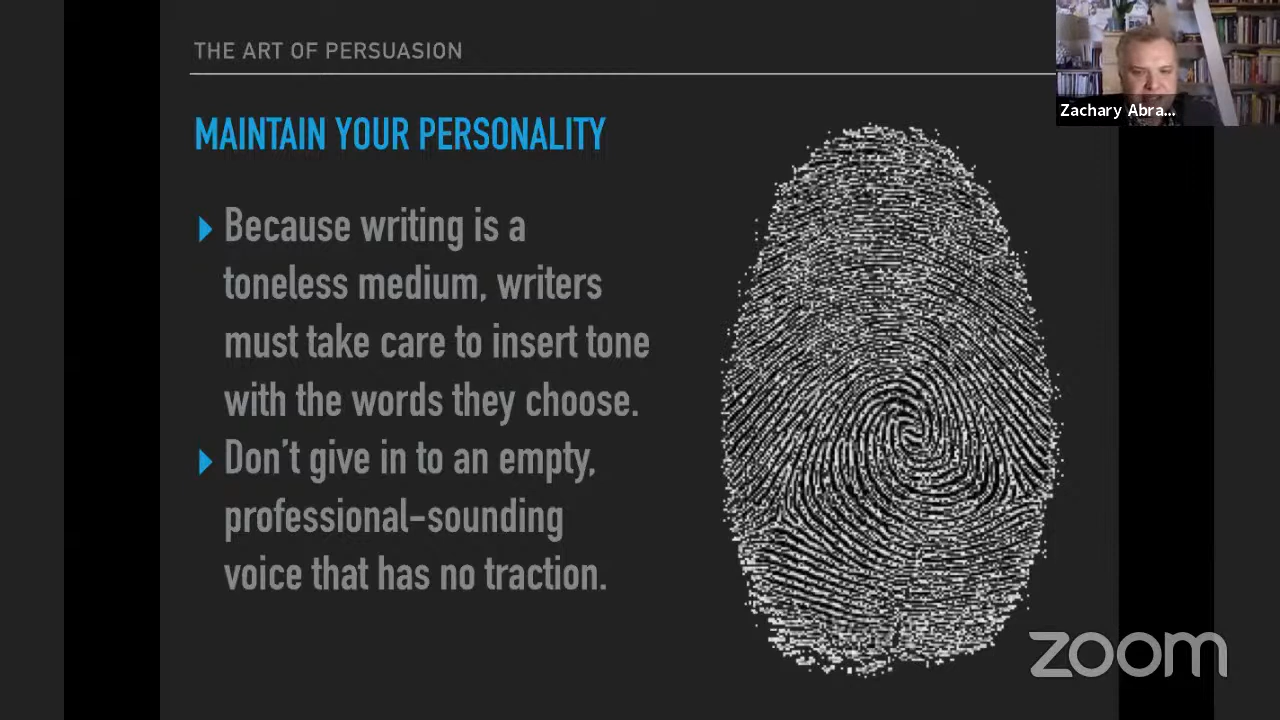 THE ART OF PERSUASION
MAINTAIN YOUR PERSONALITY
Because writing is a
toneless medium, writers
must take care to insert tone
with the words they choose.
Don't give in to an empty,
professional-sounding
voice that has no traction.
Zachary Abra...
zoom